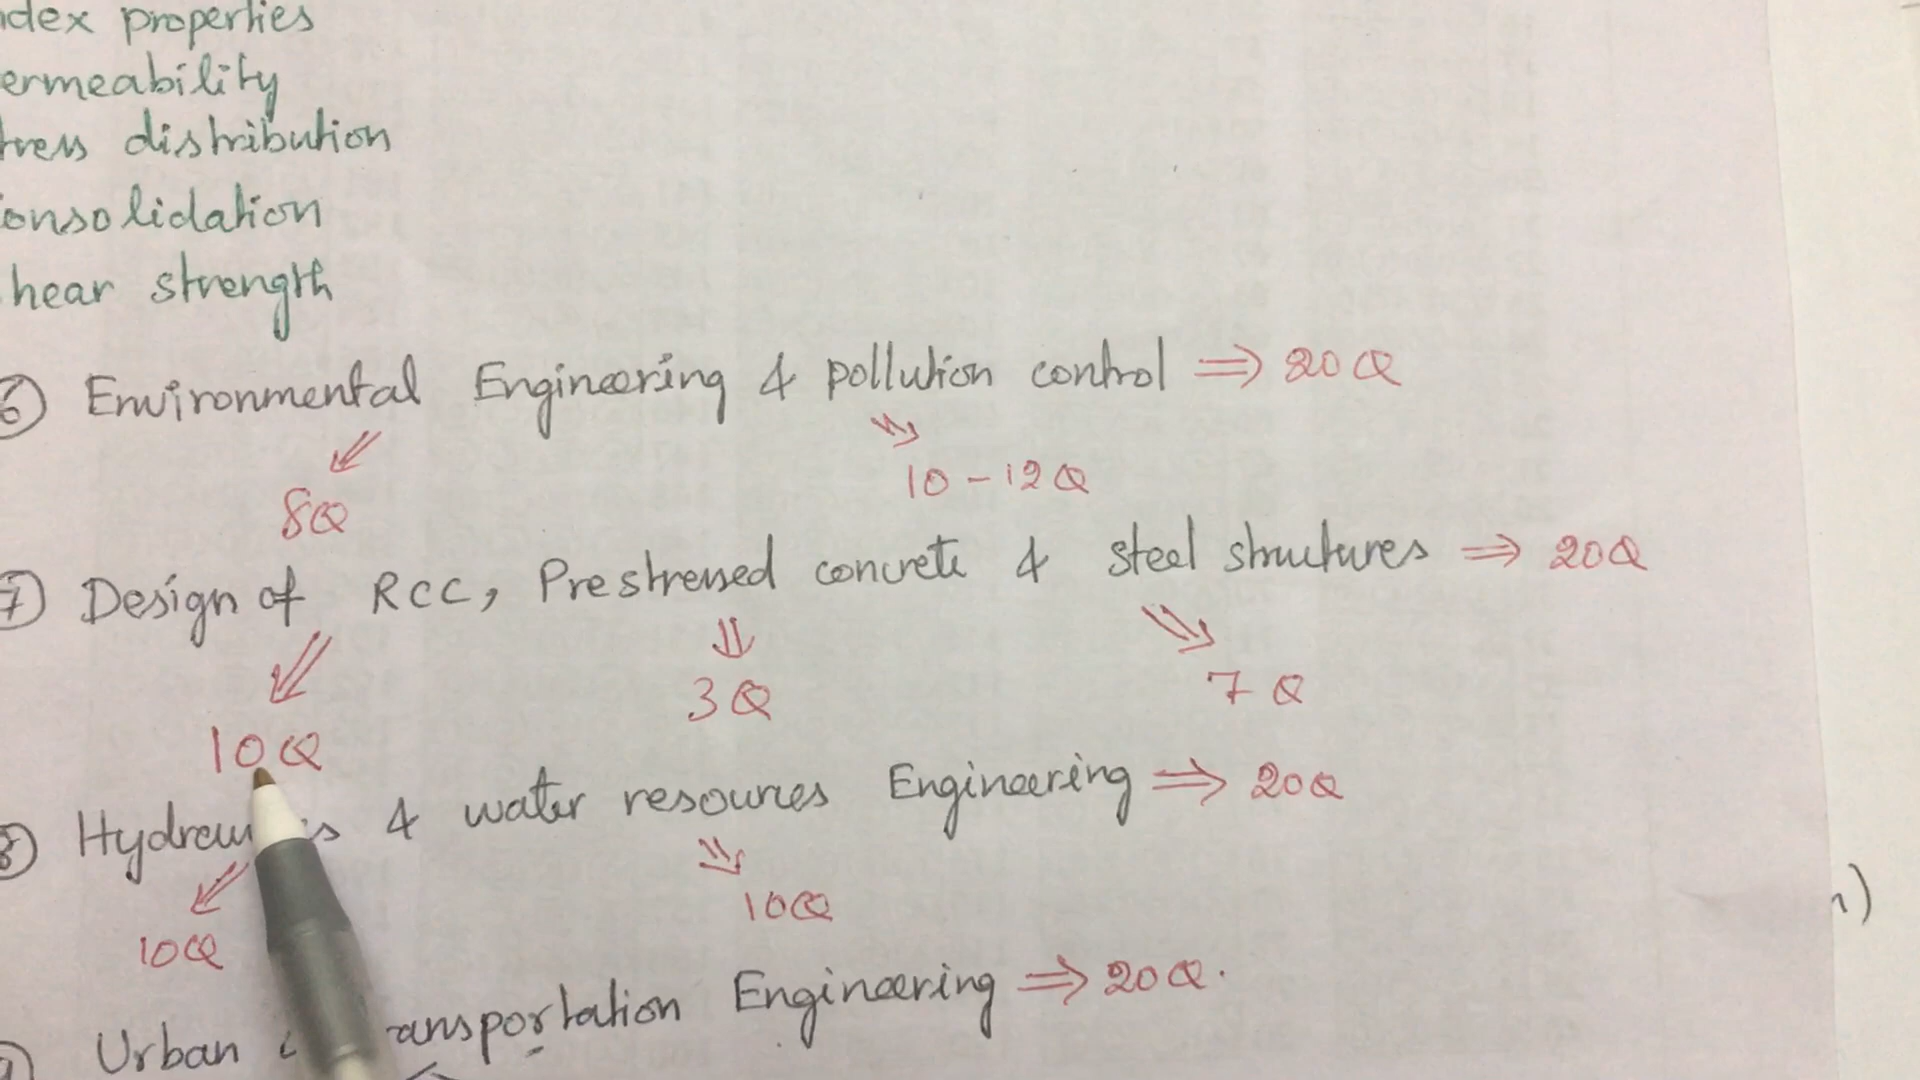 ndex properties
ermeability
tress distribution
onsolidation
hear strength
⑥ Environmental Engineering & pollution control ⇒ 20Q
8Q 10-12Q
⑦ Design of RCC, Prestressed concrete & steel structures ⇒ 20Q
10Q 3Q 7Q
⑧ & water resources Engineering ⇒ 20Q
10Q 10Q
Urban ansportation Engineering ⇒ 20Q.